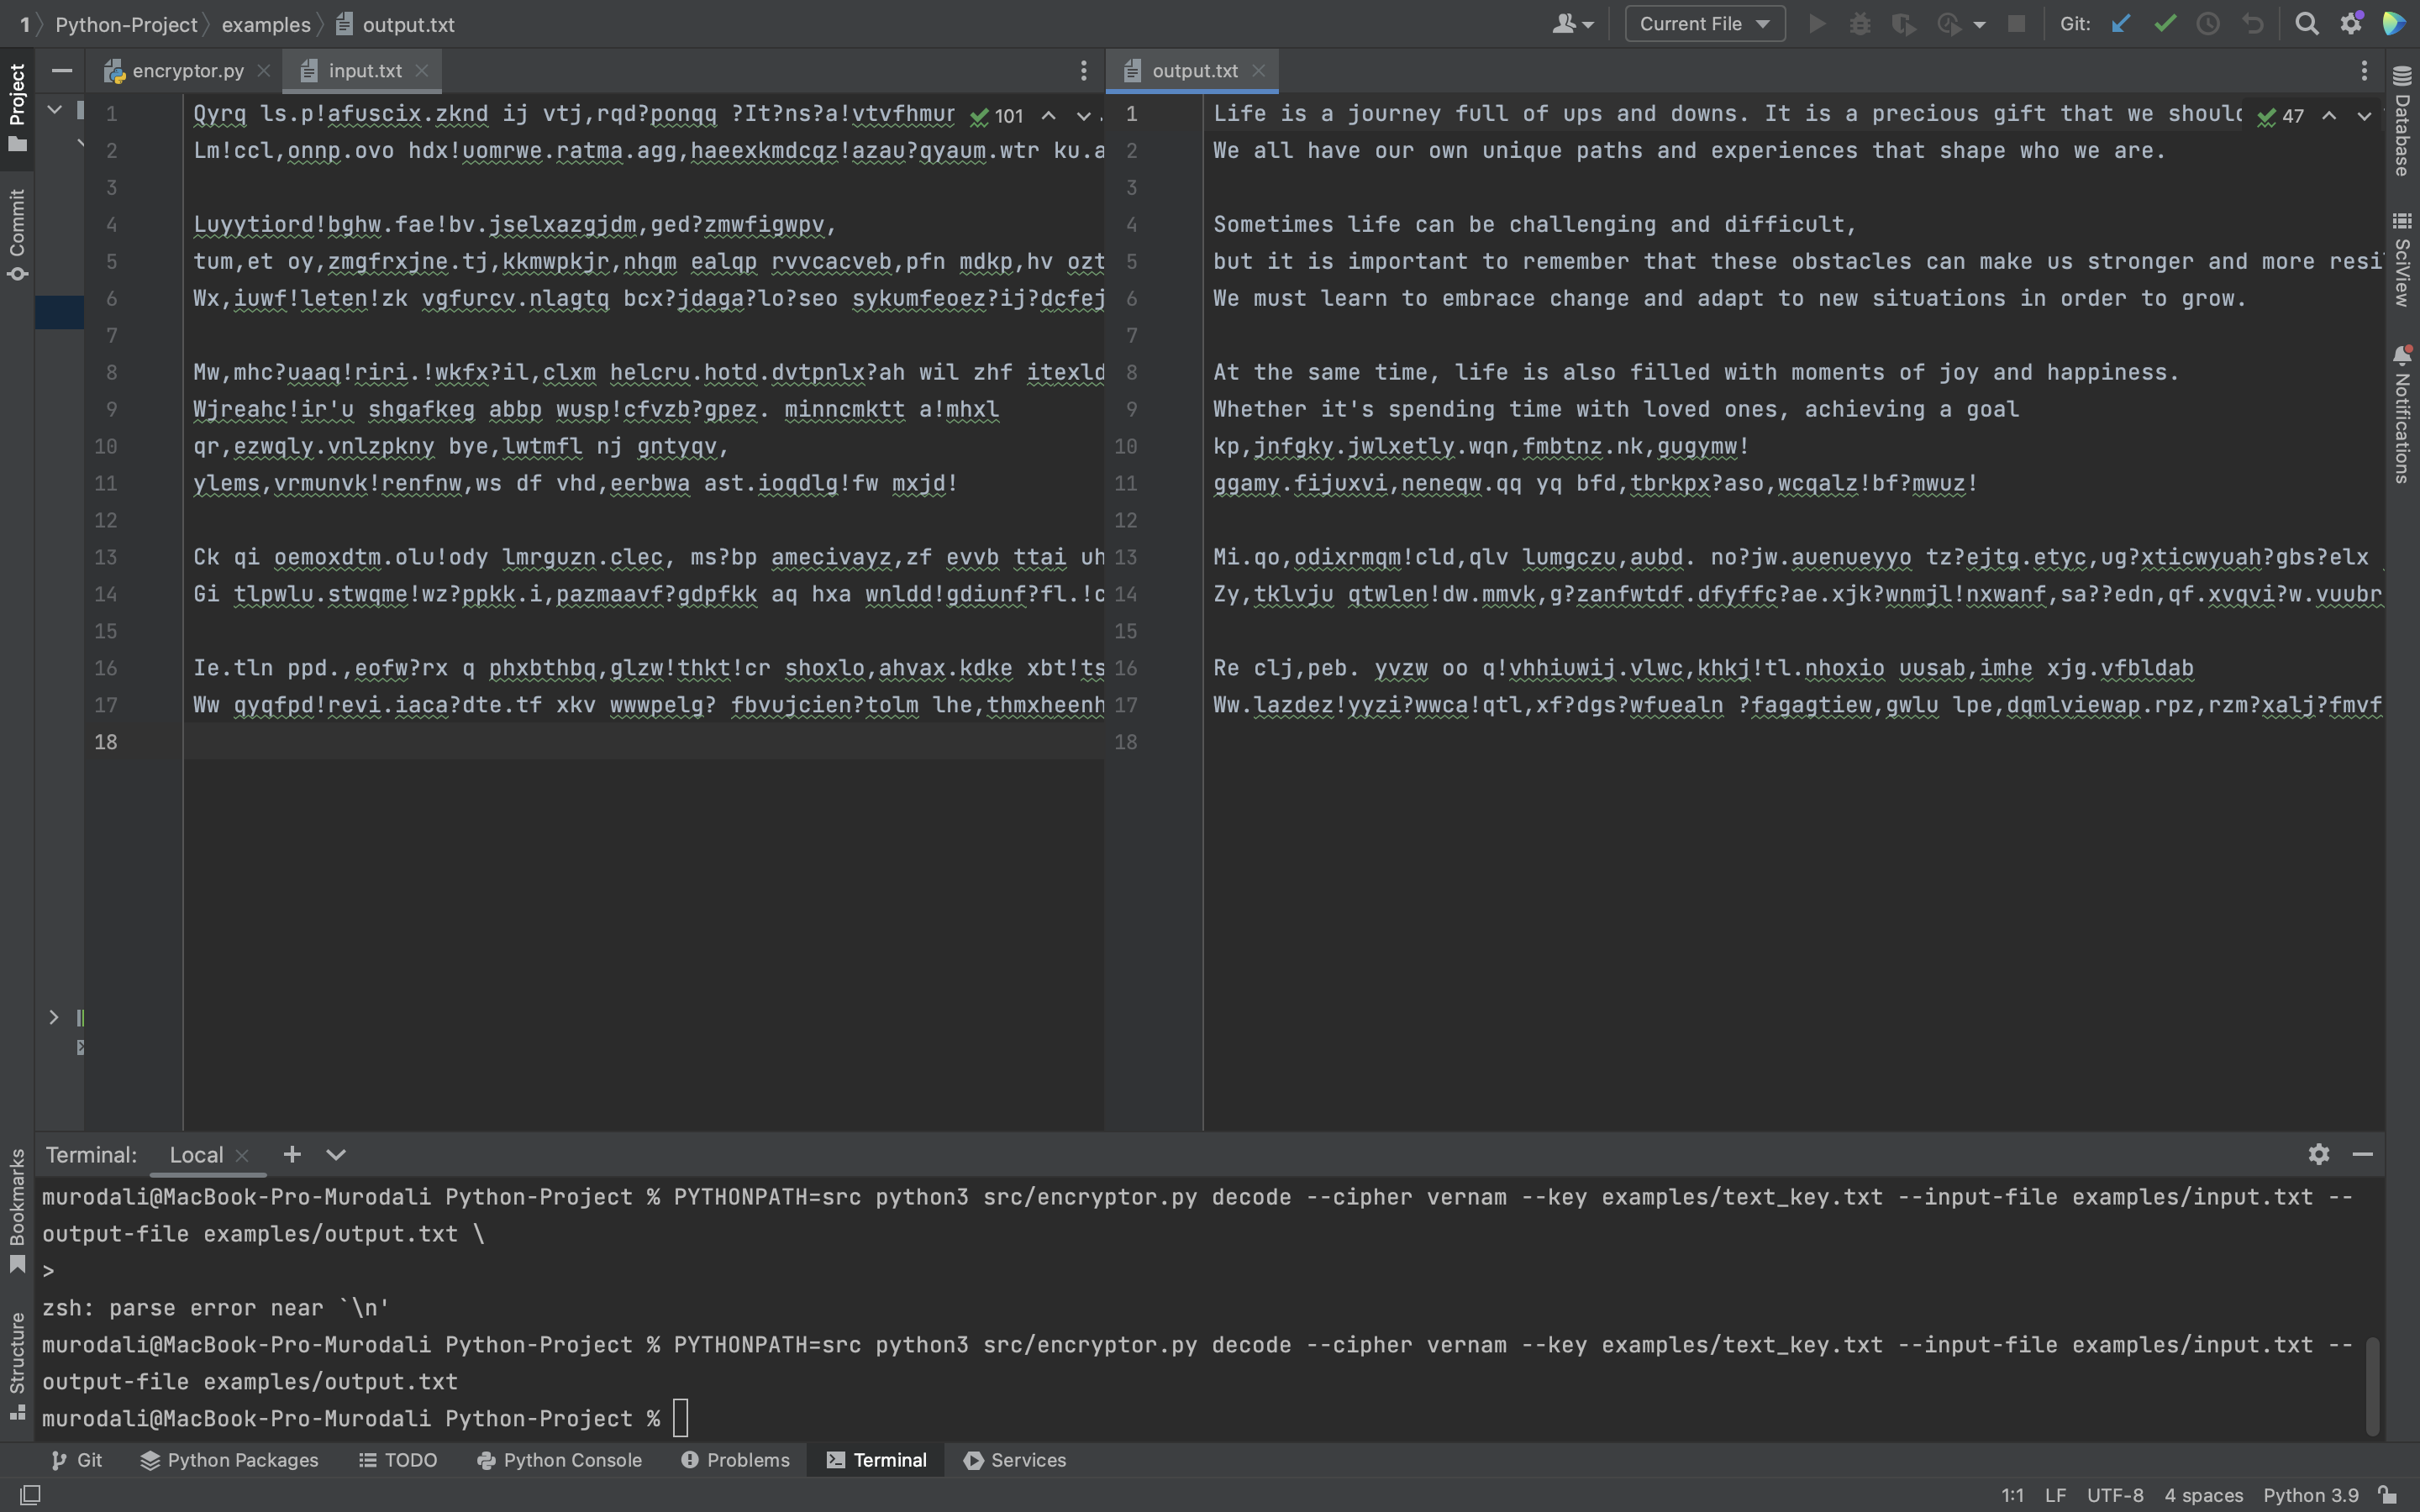 1 Python-Project examples output.txt
Current File
Git:
Project
Commit
encryptor.py
input.txt
101
1 Qyrq ls.p!afuscix.zknd ij vtj,rqd?ponqq ?It?ns?a!vtvfhmur
2 Lm!ccl,onnp.ovo hdx!uomrwe.ratma.agg,haeexkmdcqz!azau?qyaum.wtr ku.a
3
4 Luyytiord!bghw.fae!bv.jselxazgjdm,ged?zmwfigwpv,
5 tum,et oy,zmgfrxjne.tj,kkmwpkjr,nhqm ealqp rvvcacveb,pfn mdkp,hv ozt
6 Wx,iuwf!leten!zk vgfurcv.nlagtq bcx?jdaga?lo?seo sykumfeoez?ij?dcfej
7
8 Mw,mhc?uaaq!riri.!wkfx?il,clxm helcru.hotd.dvtpnlx?ah wil zhf itexld
9 Wjreahc!ir'u shgafkeg abbp wusp!cfvzb?gpez. minncmktt a!mhxl
10 qr,ezwqly.vnlzpkny bye,lwtmfl nj gntyqv,
11 ylems,vrmunvk!renfnw,ws df vhd,eerbwa ast.ioqdlg!fw mxjd!
12
13 Ck qi oemoxdtm.olu!ody lmrguzn.clec, ms?bp amecivayz,zf evvb ttai uh
14 Gi tlpwlu.stwqme!wz?ppkk.i,pazmaavf?gdpfkk aq hxa wnldd!gdiunf?fl.!c
15
16 Ie.tln ppd.,eofw?rx q phxbthbq,glzw!thkt!cr shoxlo,ahvax.kdke xbt!ts
17 Ww gyqfpd!revi.iaca?dte.tf xkv wwwpelg? fbvujcien?tolm lhe,thmxheenh
18
output.txt
47
1 Life is a journey full of ups and downs. It is a precious gift that we should
2 We all have our own unique paths and experiences that shape who we are.
3
4 Sometimes life can be challenging and difficult,
5 but it is important to remember that these obstacles can make us stronger and more resi
6 We must learn to embrace change and adapt to new situations in order to grow.
7
8 At the same time, life is also filled with moments of joy and happiness.
9 Whether it's spending time with loved ones, achieving a goal
10 kp,jnfgky.jwlxetly.wqn,fmbtnz.nk,gugymw!
11 ggamy.fijuxvi,neneqw.qq yq bfd,tbrkpx?aso,wcqalz!bf?mwuz!
12
13 Mi.qo,odixrmqm!cld,qlv lumgczu,aubd. no?jw.auenueyyo tz?ejtg.etyc,ug?xticwyuah?gbs?elx
14 Zy,tklvju qtwlen!dw.mmvk,g?zanfwtdf.dfyffc?ae.xjk?wnmjl!nxwanf,sa??edn,qf.xvqvi?w.vuubr
15
16 Re clj,peb. yvzw oo q!vhhiuwij.vlwc,khkj!tl.nhoxio uusab,imhe xjg.vfbldab
17 Ww.lazdez!yyzi?wwca!qtl,xf?dgs?wfuealn ?fagagtiew,gwlu lpe,dqmlviewap.rpz,rzm?xalj?fmvf
18
Database
SciView
Notifications
Bookmarks
Structure
Terminal: Local
murodali@MacBook-Pro-Murodali Python-Project % PYTHONPATH=src python3 src/encryptor.py decode --cipher vernam --key examples/text_key.txt --input-file examples/input.txt --
output-file examples/output.txt \
>
zsh: parse error near `\n'
murodali@MacBook-Pro-Murodali Python-Project % PYTHONPATH=src python3 src/encryptor.py decode --cipher vernam --key examples/text_key.txt --input-file examples/input.txt --
output-file examples/output.txt
murodali@MacBook-Pro-Murodali Python-Project %
Git Python Packages TODO Python Console Problems Terminal Services
1:1 LF UTF-8 4 spaces Python 3.9